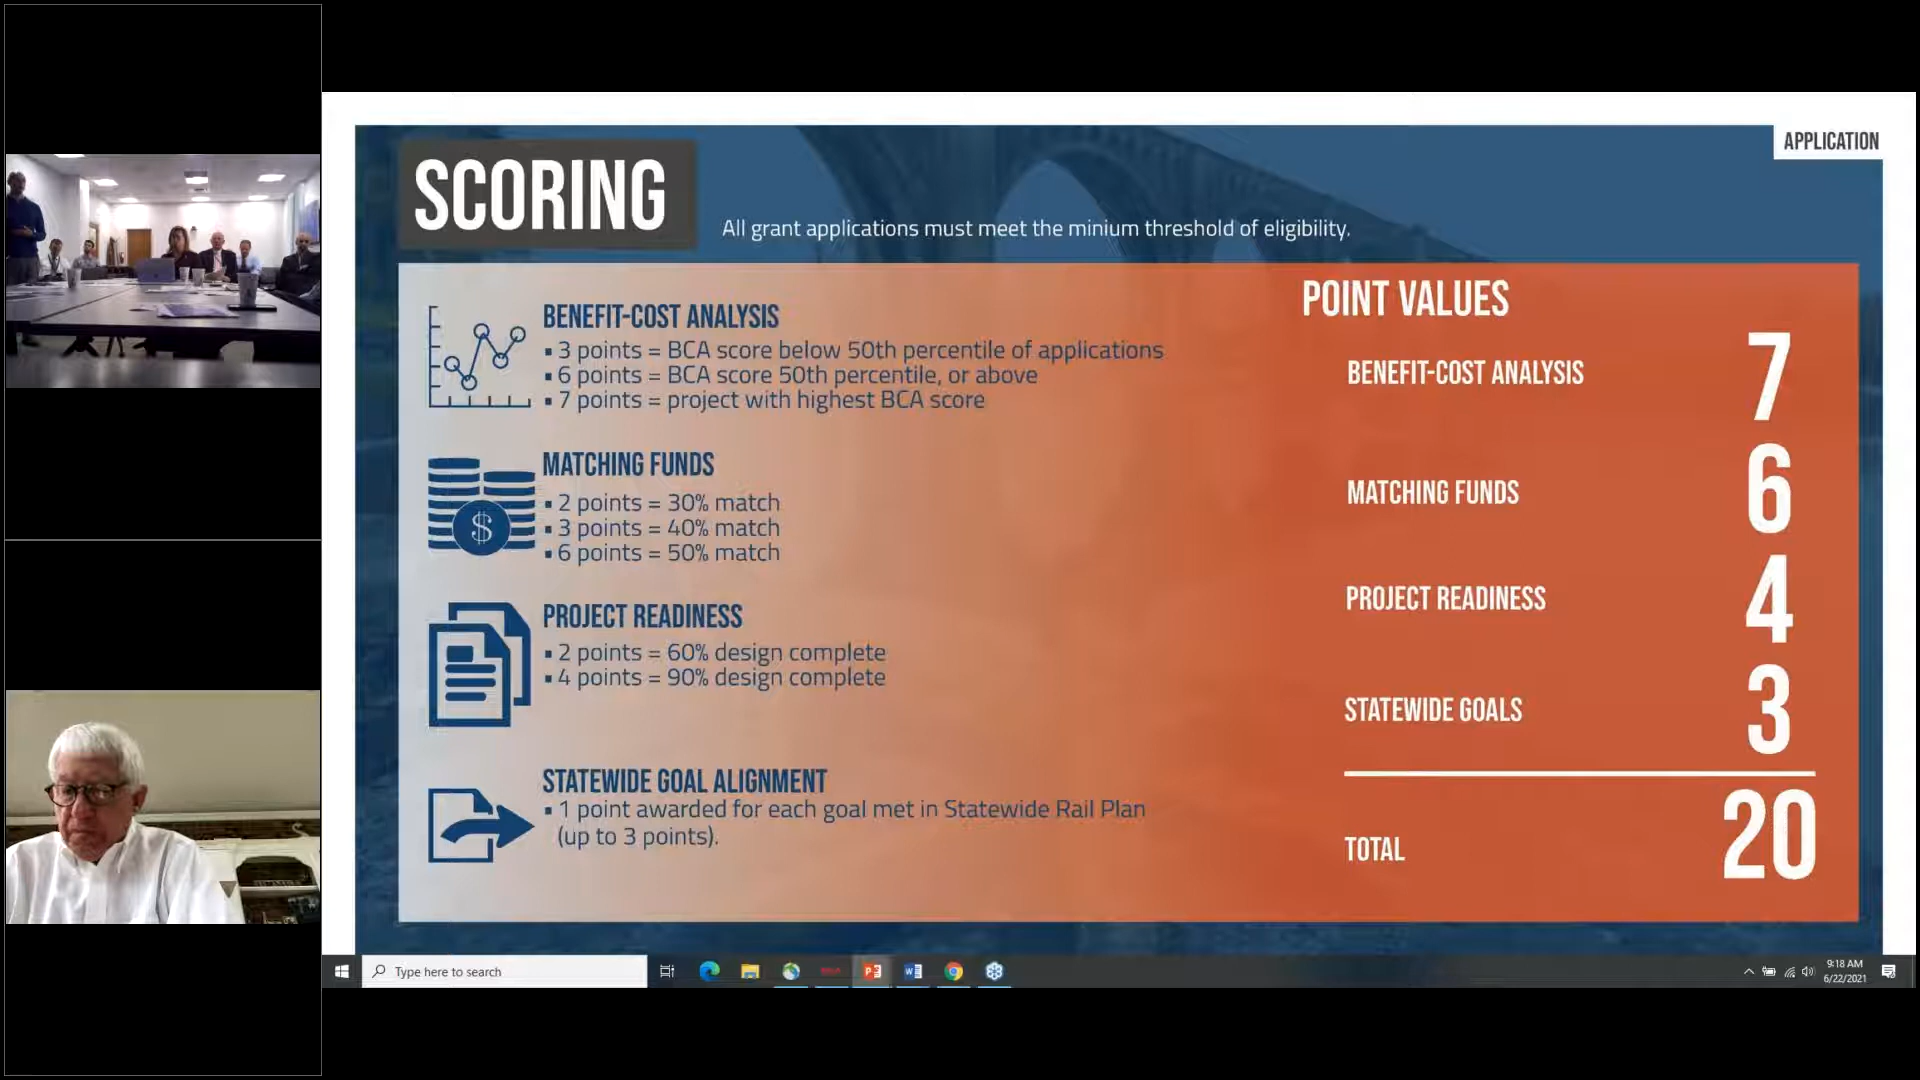 APPLICATION
SCORING
All grant applications must meet the minium threshold of eligibility.
BENEFIT-COST ANALYSIS
▪ 3 points = BCA score below 50th percentile of applications
▪ 6 points = BCA score 50th percentile, or above
▪ 7 points = project with highest BCA score
MATCHING FUNDS
▪ 2 points = 30% match
▪ 3 points = 40% match
▪ 6 points = 50% match
$
PROJECT READINESS
▪ 2 points = 60% design complete
▪ 4 points = 90% design complete
STATEWIDE GOAL ALIGNMENT
▪ 1 point awarded for each goal met in Statewide Rail Plan
(up to 3 points).
POINT VALUES
BENEFIT-COST ANALYSIS 7
MATCHING FUNDS 6
PROJECT READINESS 4
STATEWIDE GOALS 3
TOTAL 20
Type here to search
9:18 AM
6/22/2021